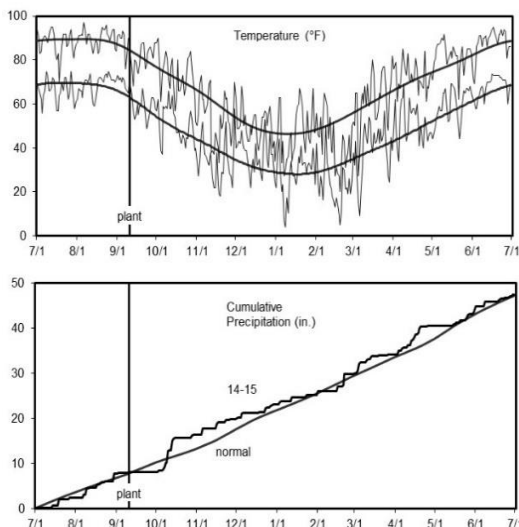 Temperature (°F)
100
80
60
40
20
0
plant
7/1 8/1 9/1 10/1 11/1 12/1 1/1 2/1 3/1 4/1 5/1 7/1
Cumulative
Precipitation (in.)
50
40
30
20
10
0
14-15
normal
plant
7/1 8/1 9/1 10/1 11/1 12/1 1/1 2/1 3/1 4/1 5/1 6/1 7/